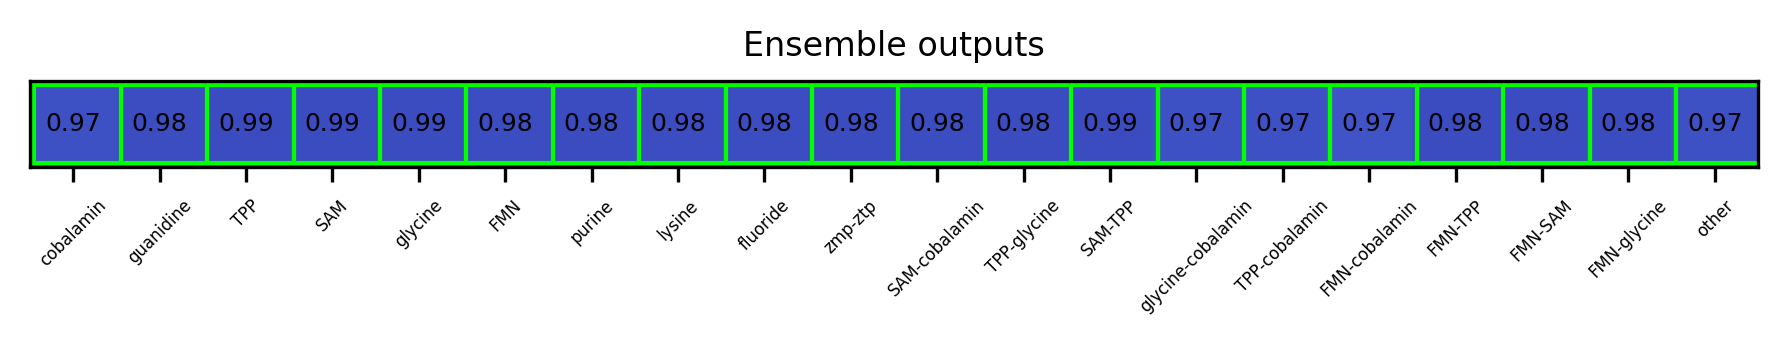 Ensemble outputs
0.97 0.98 0.99 0.99 0.99 0.98 0.98 0.98 0.98 0.98 0.98 0.98 0.99 0.97 0.97 0.97 0.98 0.98 0.98 0.97
cobalamin guanidine TPP SAM glycine FMN purine lysine fluoride zmp-ztp SAM-cobalamin TPP-glycine SAM-TPP glycine-cobalamin TPP-cobalamin FMN-cobalamin FMN-TPP FMN-SAM FMN-glycine other